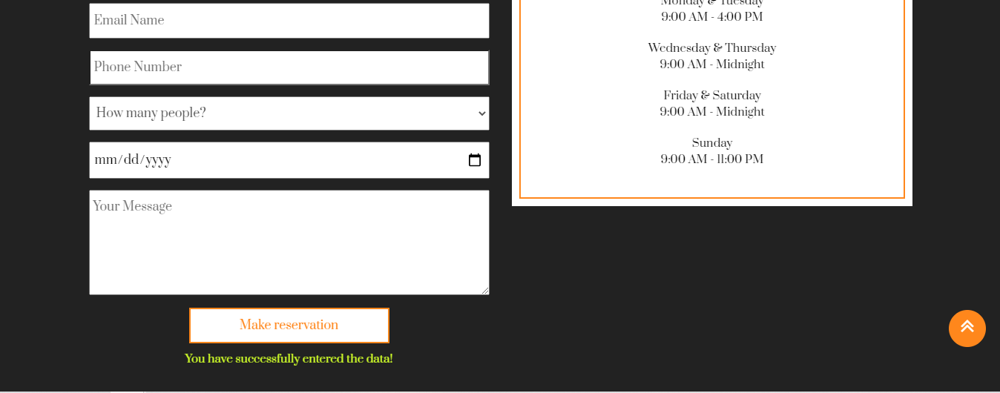 Email Name
Phone Number
How many people?
mm/dd/yyyy
Your Message
Make reservation
You have successfully entered the data!
Monday & Tuesday
9:00 AM - 4:00 PM
Wednesday & Thursday
9:00 AM - Midnight
Friday & Saturday
9:00 AM - Midnight
Sunday
9:00 AM - 11:00 PM